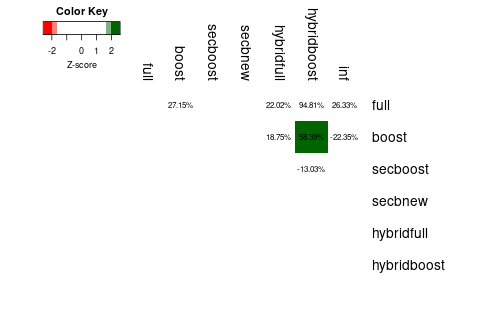 Color Key
-2 0 1 2
Z-score
full boost secboost secbnew hybridfull hybridboost inf
27.15% 22.02% 94.81% 26.33% full
18.75% 58.39% -22.35% boost
-13.03% secboost
secbnew
hybridfull
hybridboost